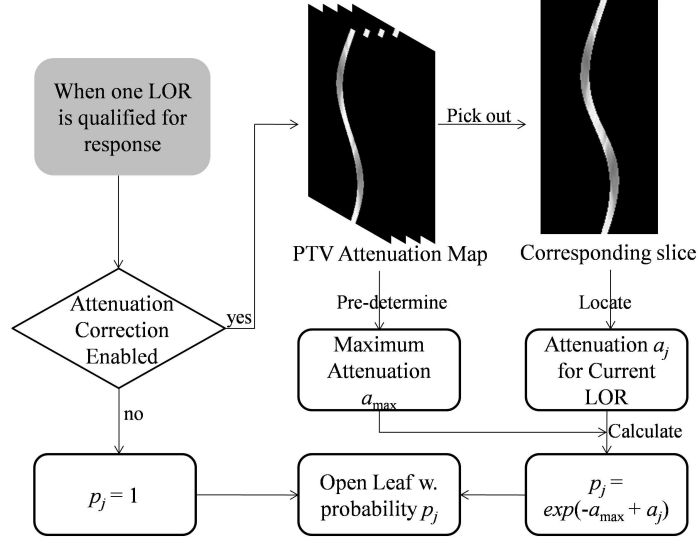 When one LOR
is qualified for
response
Pick out
PTV Attenuation Map
Corresponding slice
Attenuation
Correction
Enabled
yes
no
Pre-determine
Locate
Maximum
Attenuation
a_max
Attenuation a_j
for Current
LOR
Calculate
p_j = 1
Open Leaf w.
probability p_j
p_j =
exp(-a_max + a_j)